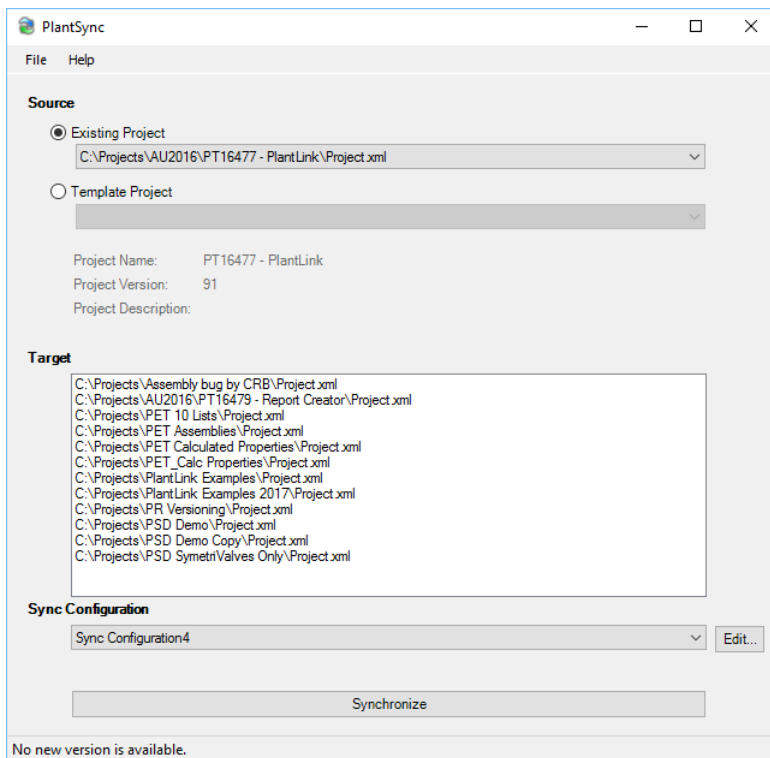 PlantSync
File Help
Source
Existing Project
C:\Projects\AU2016\PT16477 - PlantLink\Project.xml
Template Project
Project Name: PT16477 - PlantLink
Project Version: 91
Project Description:
Target
C:\Projects\Assembly bug by CRB\Project.xml
C:\Projects\AU2016\PT16479 - Report Creator\Project.xml
C:\Projects\PET 10 Lists\Project.xml
C:\Projects\PET Assemblies\Project.xml
C:\Projects\PET Calculated Properties\Project.xml
C:\Projects\PET_Calc Properties\Project.xml
C:\Projects\PlantLink Examples\Project.xml
C:\Projects\PlantLink Examples 2017\Project.xml
C:\Projects\PR Versioning\Project.xml
C:\Projects\PSD Demo\Project.xml
C:\Projects\PSD Demo Copy\Project.xml
C:\Projects\PSD SymetriValves Only\Project.xml
Sync Configuration
Sync Configuration4 Edit...
Synchronize
No new version is available.